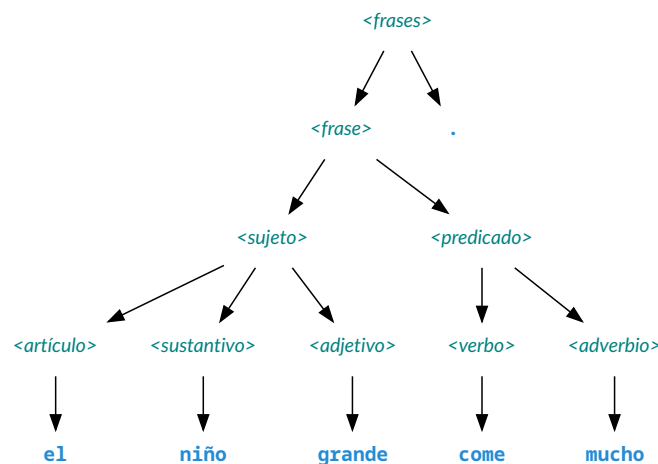 <frases>
<frase> .
<sujeto> <predicado>
<artículo> <sustantivo> <adjetivo> <verbo> <adverbio>
el niño grande come mucho